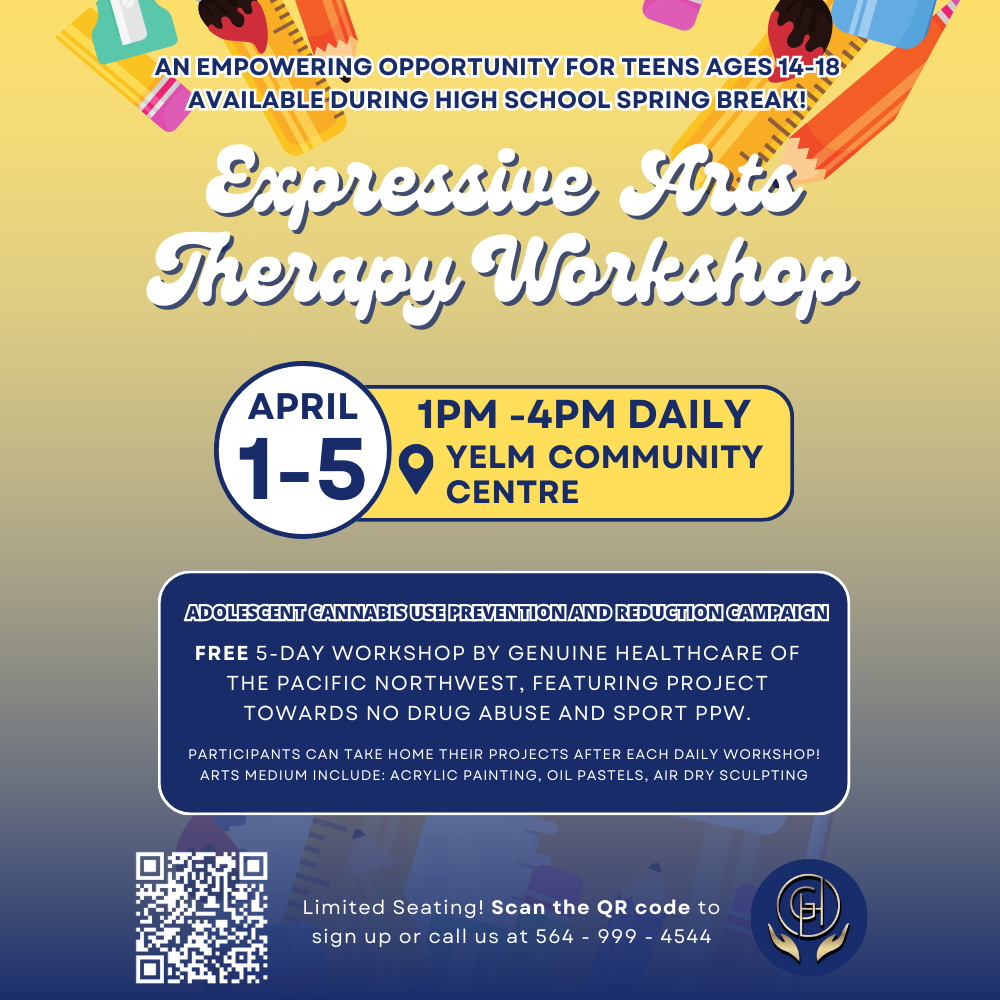 AN EMPOWERING OPPORTUNITY FOR TEENS AGES 14-18
AVAILABLE DURING HIGH SCHOOL SPRING BREAK!
Expressive Arts
Therapy Workshop
APRIL
1-5
1PM -4PM DAILY
YELM COMMUNITY
CENTRE
ADOLESCENT CANNABIS USE PREVENTION AND REDUCTION CAMPAIGN
FREE 5-DAY WORKSHOP BY GENUINE HEALTHCARE OF
THE PACIFIC NORTHWEST, FEATURING PROJECT
TOWARDS NO DRUG ABUSE AND SPORT PPW.
PARTICIPANTS CAN TAKE HOME THEIR PROJECTS AFTER EACH DAILY WORKSHOP!
ARTS MEDIUM INCLUDE: ACRYLIC PAINTING, OIL PASTELS, AIR DRY SCULPTING
Limited Seating! Scan the QR code to
sign up or call us at 564 - 999 - 4544